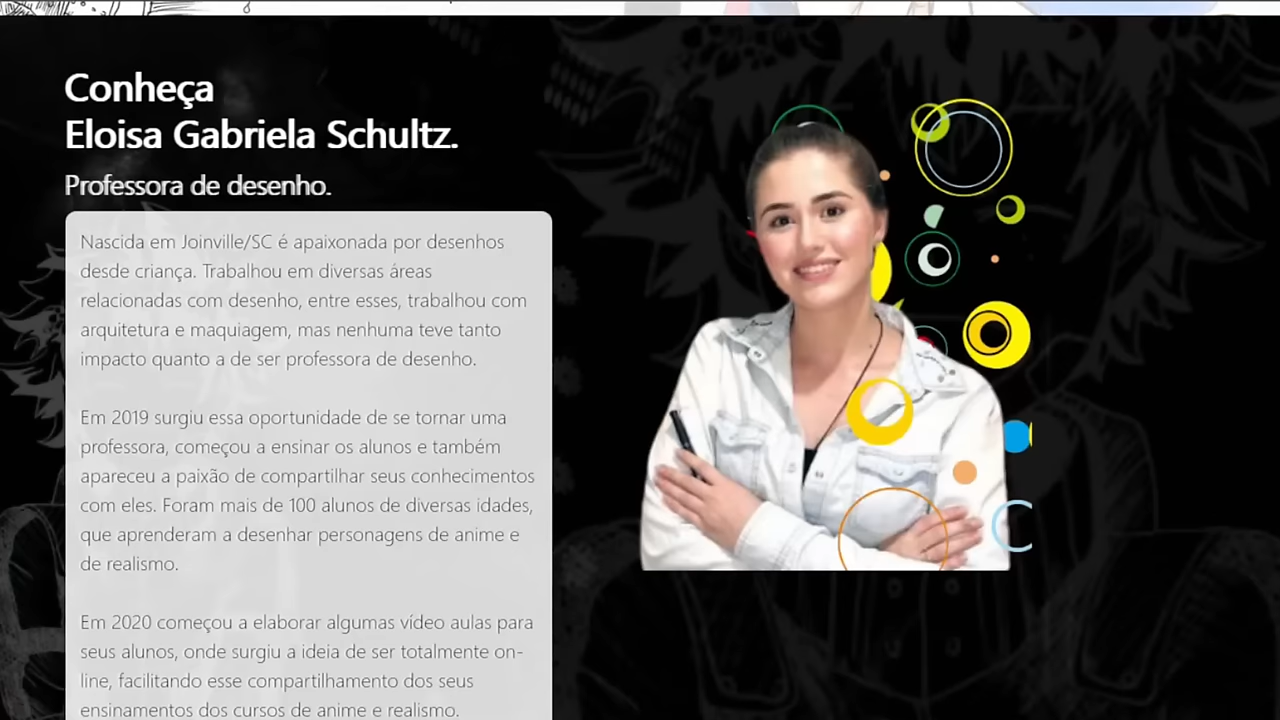 Conheça
Eloisa Gabriela Schultz.
Professora de desenho.
Nascida em Joinville/SC é apaixonada por desenhos
desde criança. Trabalhou em diversas áreas
relacionadas com desenho, entre esses, trabalhou com
arquitetura e maquiagem, mas nenhuma teve tanto
impacto quanto a de ser professora de desenho.
Em 2019 surgiu essa oportunidade de se tornar uma
professora, começou a ensinar os alunos e também
apareceu a paixão de compartilhar seus conhecimentos
com eles. Foram mais de 100 alunos de diversas idades,
que aprenderam a desenhar personagens de anime e
de realismo.
Em 2020 começou a elaborar algumas vídeo aulas para
seus alunos, onde surgiu a ideia de ser totalmente on-
line, facilitando esse compartilhamento dos seus
ensinamentos dos cursos de anime e realismo.